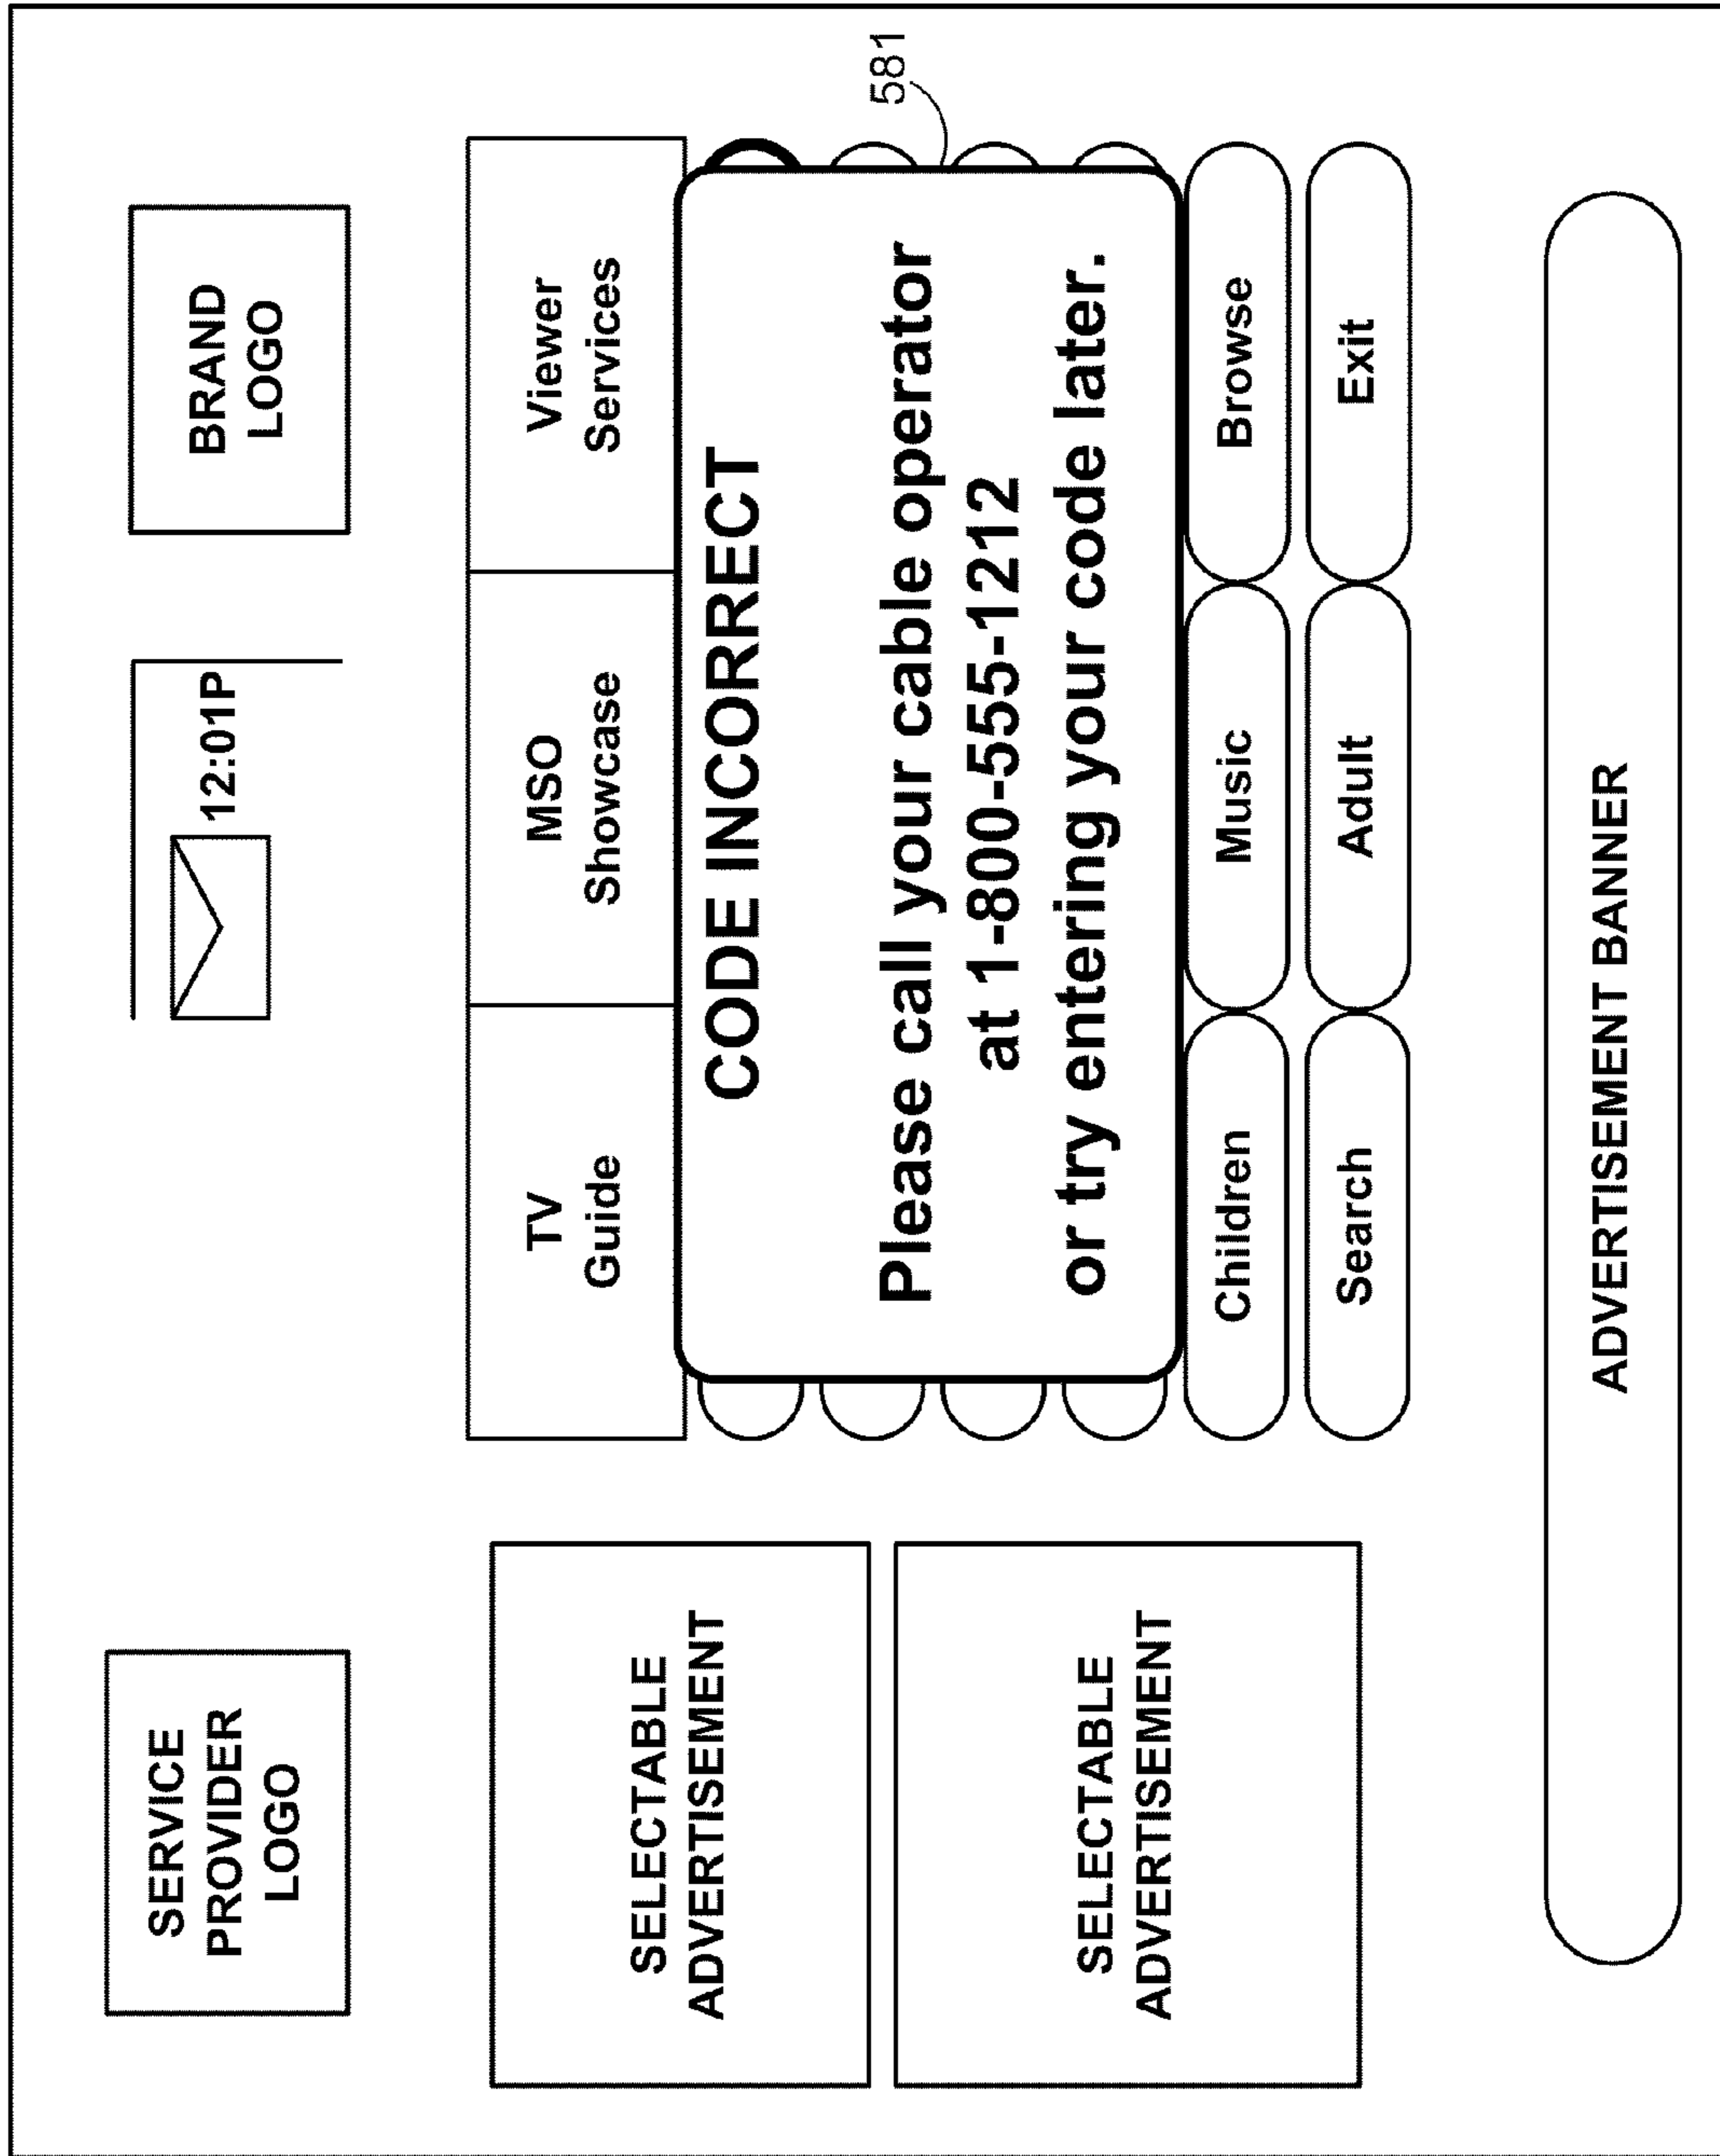 SERVICE
PROVIDER
LOGO
12:01P
BRAND
LOGO
SELECTABLE
ADVERTISEMENT
SELECTABLE
ADVERTISEMENT
TV
Guide
MSO
Showcase
Viewer
Services
CODE INCORRECT
Please call your cable operator
at 1-800-555-1212
or try entering your code later.
581
Children
Music
Browse
Search
Adult
Exit
ADVERTISEMENT BANNER